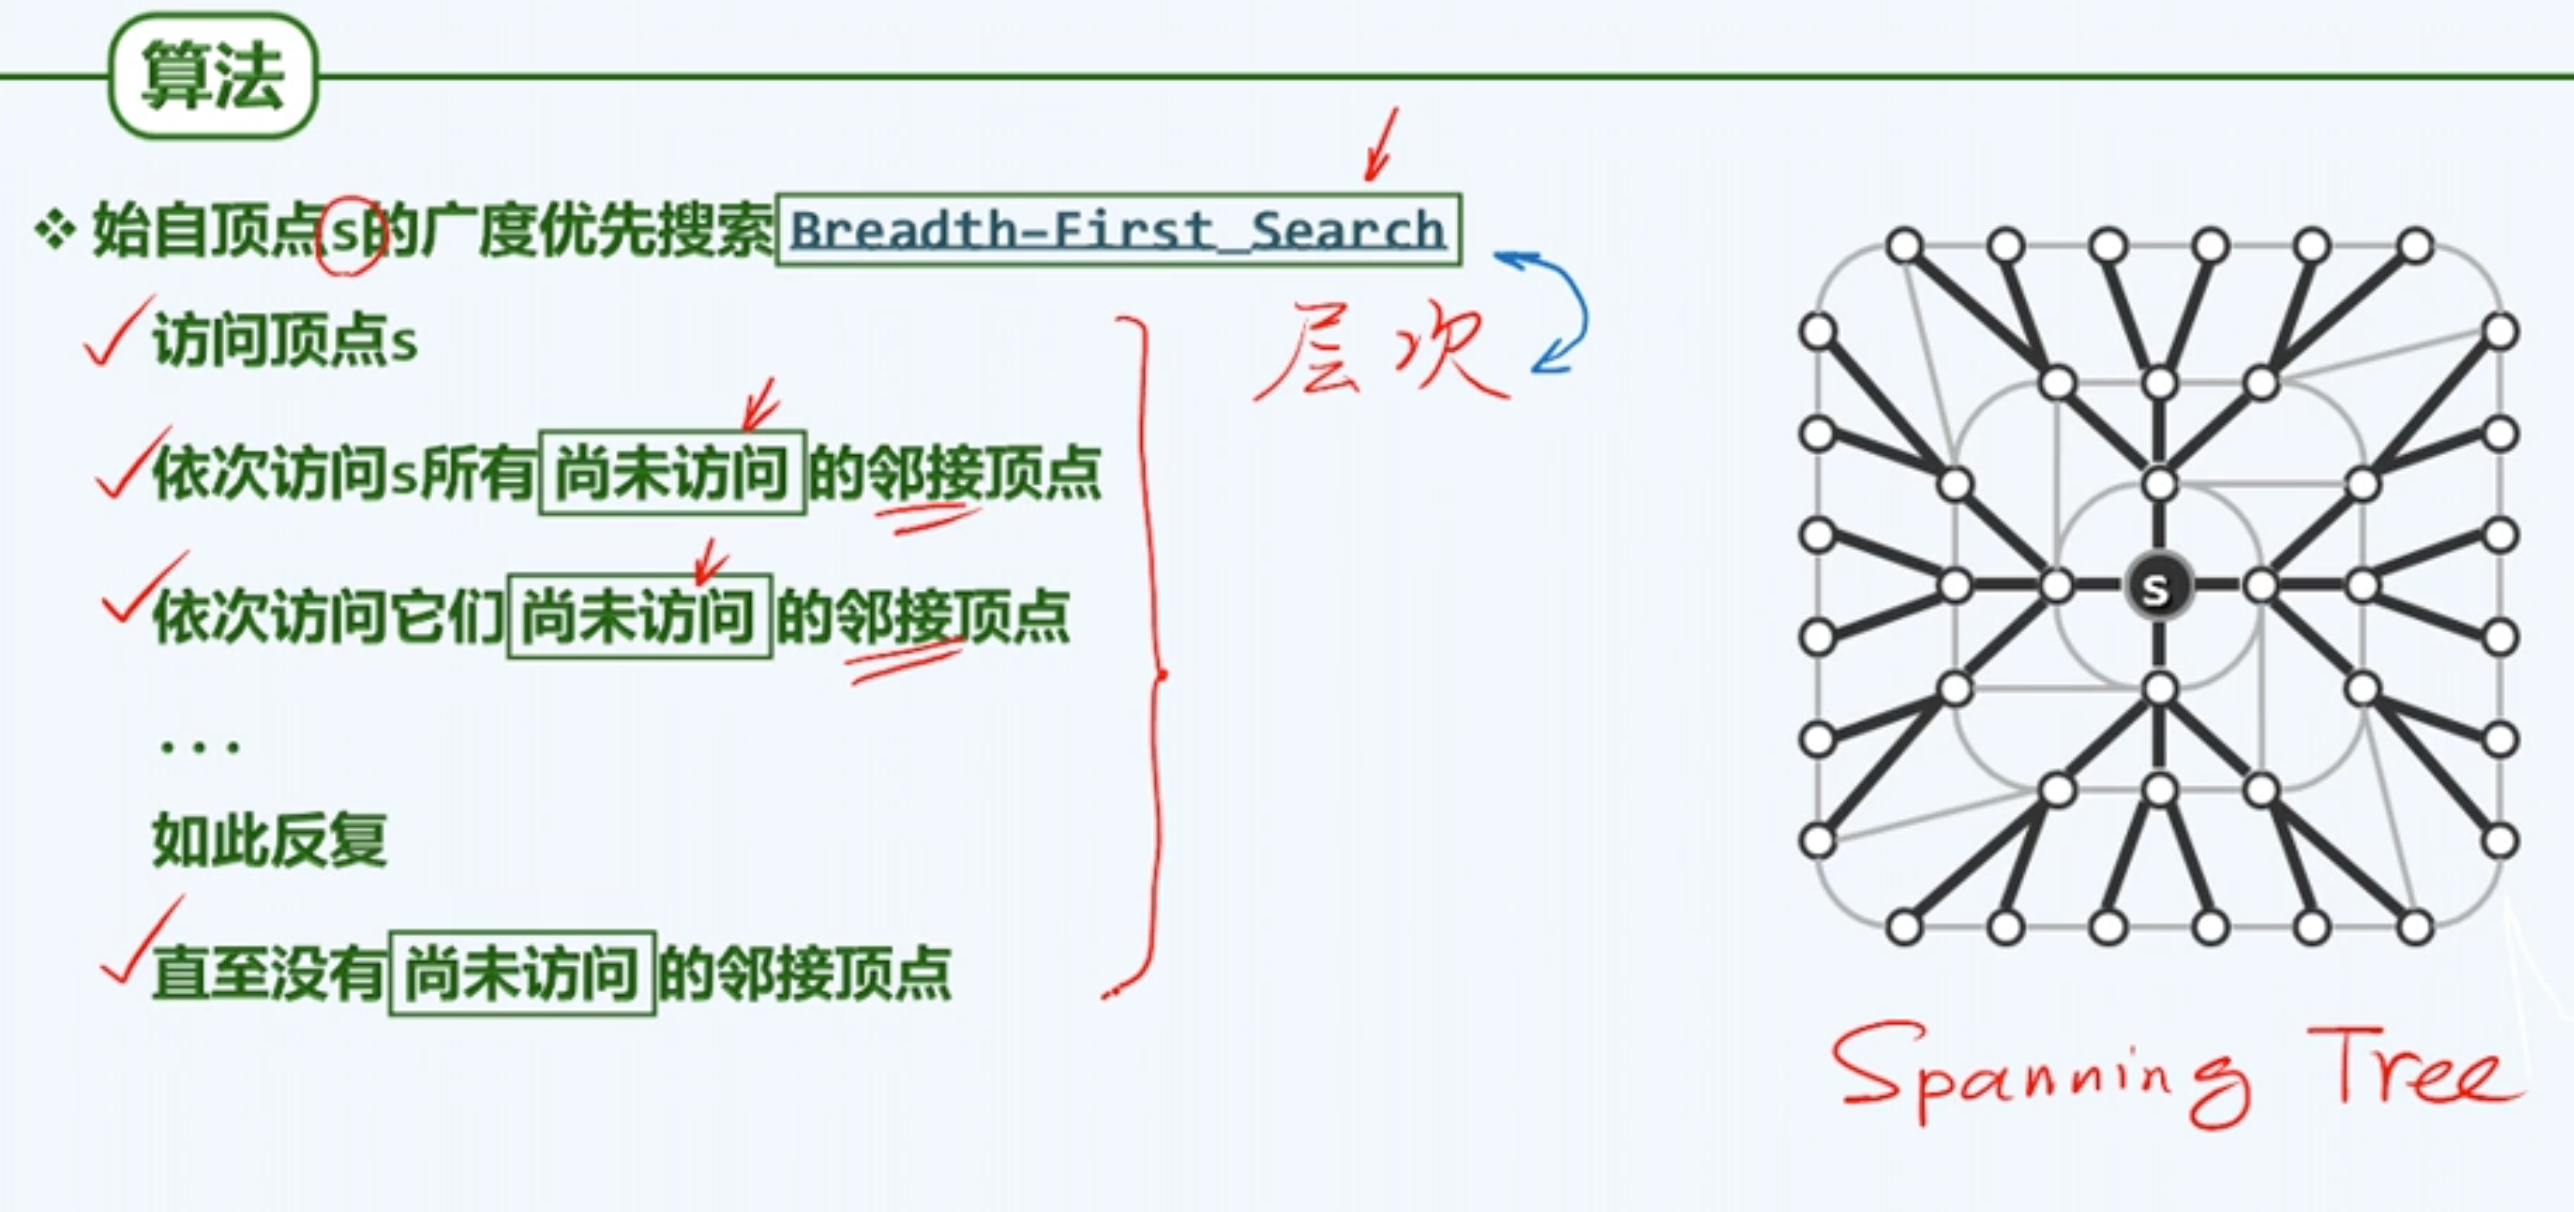 算法
❖ 始自顶点s的广度优先搜索 Breadth-First_Search
层次
访问顶点s
依次访问s所有 尚未访问 的邻接顶点
依次访问它们 尚未访问 的邻接顶点
...
如此反复
直至没有 尚未访问 的邻接顶点
s
Spanning Tree